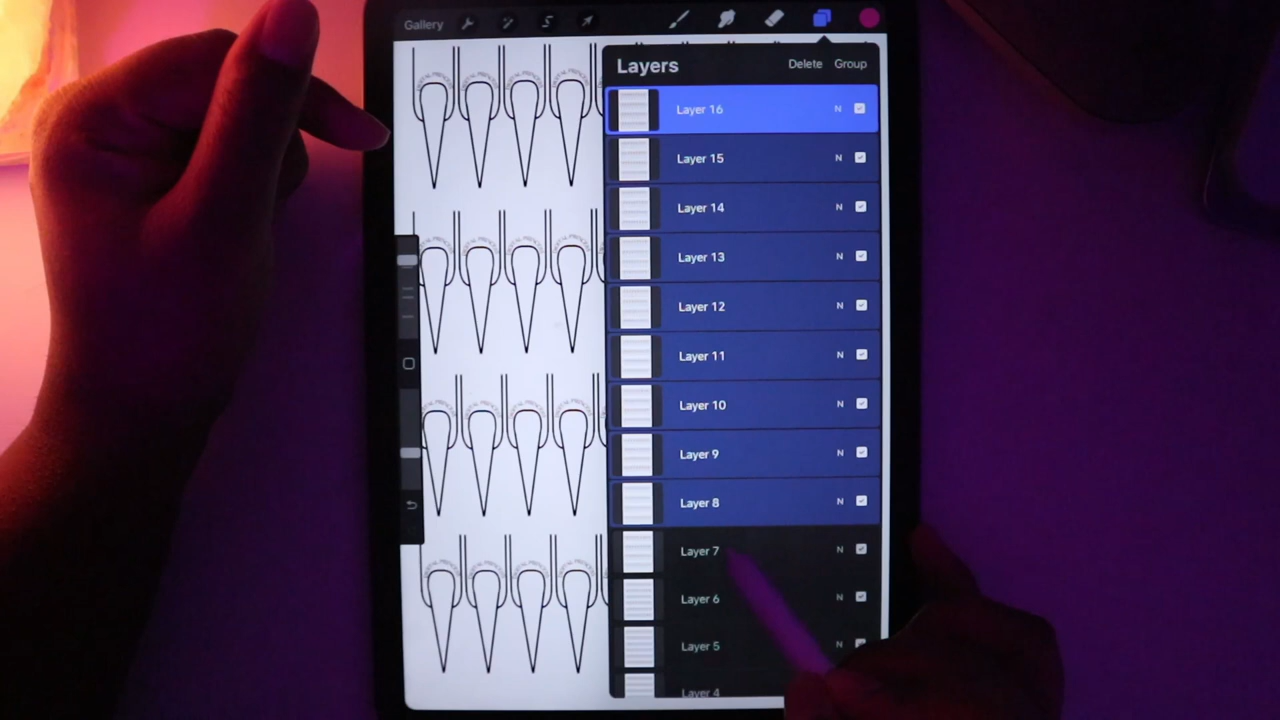 Gallery
Layers
Delete
Group
Layer 16
N
Layer 15
N
Layer 14
N
Layer 13
N
Layer 12
N
Layer 11
N
Layer 10
N
Layer 9
N
Layer 8
N
Layer 7
N
Layer 6
N
Layer 5
N
Layer 4